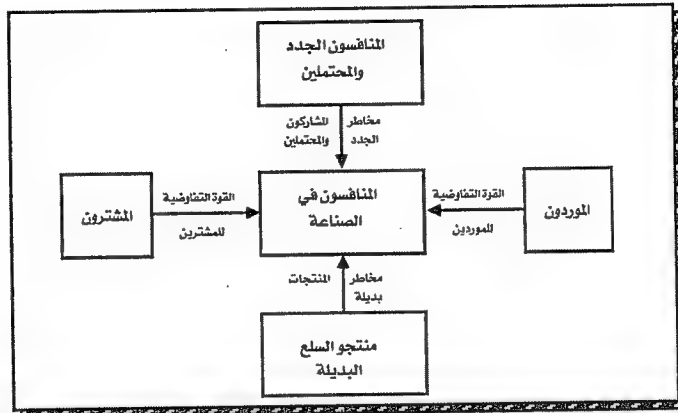 المنافسون الجدد
والمحتملين
مخاطر المشاركون
الجدد والمحتملين
الموردون
القوة التفاوضية
للموردين
المنافسون في
الصناعة
القوة التفاوضية
للمشترين
المشترون
مخاطر المنتجات
بديلة
منتجو السلع
البديلة